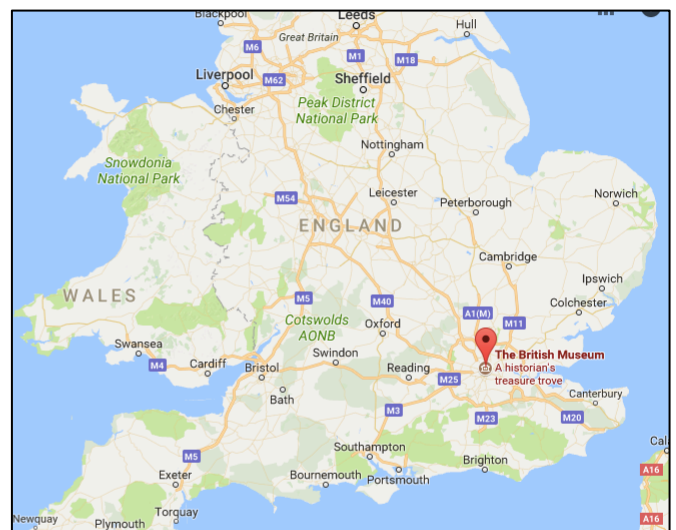 Blackpool
Leeds
Hull
Great Britain
M6
M1
M18
Liverpool
M62
Sheffield
Chester
Peak District
National Park
Nottingham
Snowdonia
National Park
Leicester
M54
Peterborough
Norwich
ENGLAND
Cambridge
Ipswich
WALES
M5
M40
Colchester
A1(M)
M11
Cotswolds
AONB
Oxford
Swansea
Swindon
The British Museum
M4
Cardiff
Bristol
Reading
A historian's
M25
treasure trove
Bath
Canterbury
M3
M23
M20
Southampton
Cal
M5
Brighton
A16
Exeter
Bournemouth
Portsmouth
Torquay
Newquay
Plymouth
A16